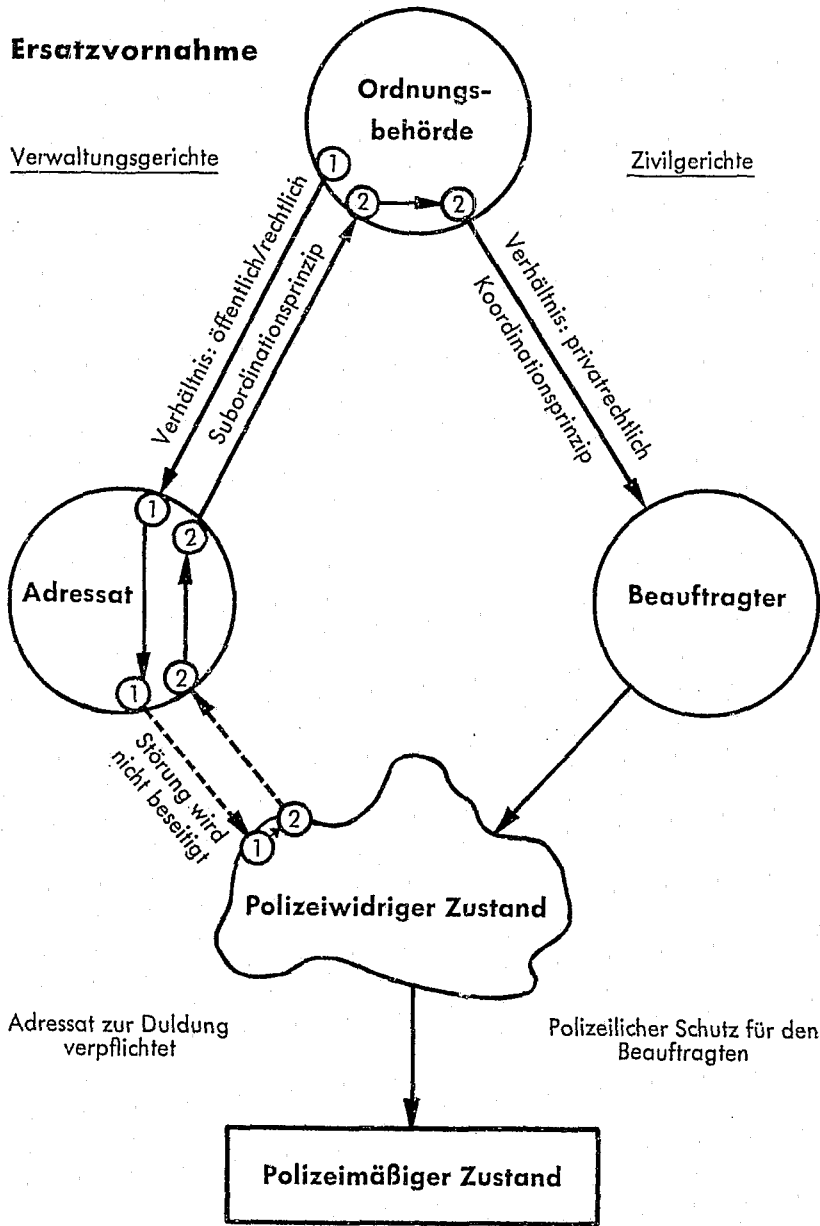 Ersatzvornahme
Ordnungs-
behörde
Verwaltungsgerichte
Zivilgerichte
1
2
2
Verhältnis: öffentlich/rechtlich
Subordinationsprinzip
Verhältnis: privatrechtlich
Koordinationsprinzip
1
2
Adressat
Beauftragter
1
2
Störung wird
nicht beseitigt
1
2
Polizeiwidriger Zustand
Adressat zur Duldung
verpflichtet
Polizeilicher Schutz für den
Beauftragten
Polizeimäßiger Zustand